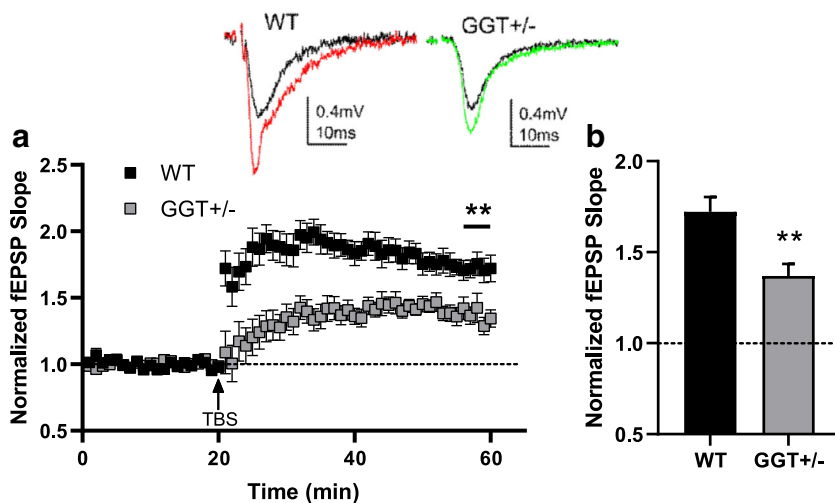 WT
GGT+/-
0.4mV
10ms
0.4mV
10ms
a
WT
GGT+/-
**
Normalized fEPSP Slope
2.5
2.0
1.5
1.0
0.5
TBS
0
20
40
60
Time (min)
b
Normalized fEPSP Slope
2.0
1.5
1.0
0.5
**
WT
GGT+/-